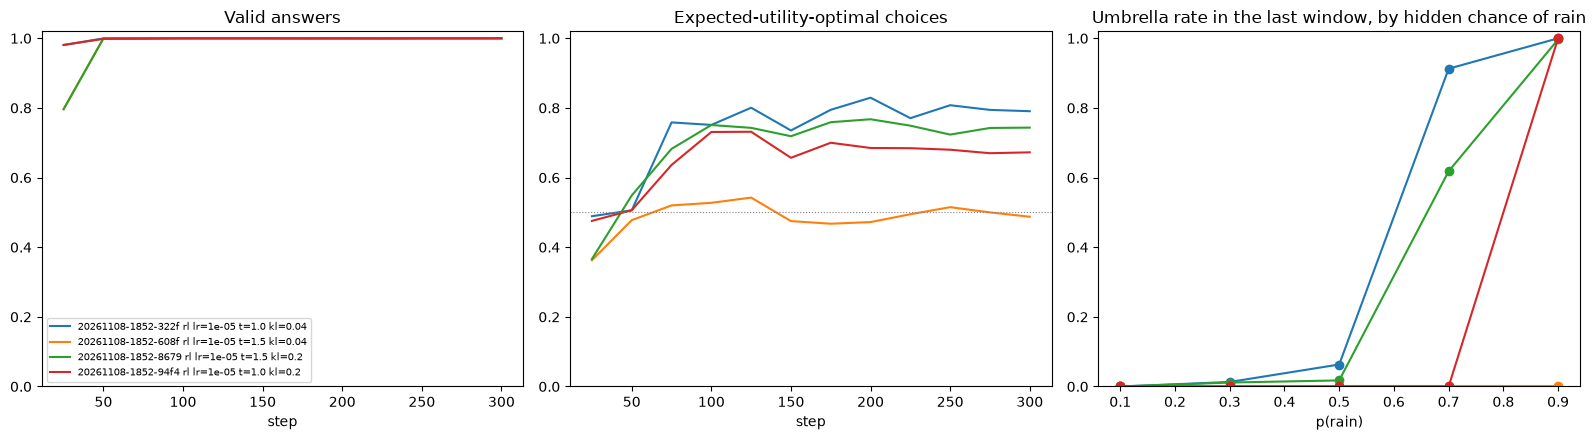 Valid answers
1.0
0.8
0.6
0.4
0.2
0.0
20261108-1852-322f rl lr=1e-05 t=1.0 kl=0.04
20261108-1852-608f rl lr=1e-05 t=1.5 kl=0.04
20261108-1852-8679 rl lr=1e-05 t=1.5 kl=0.2
20261108-1852-94f4 rl lr=1e-05 t=1.0 kl=0.2
50 100 150 200 250 300
step
Expected-utility-optimal choices
1.0
0.8
0.6
0.4
0.2
0.0
50 100 150 200 250 300
step
Umbrella rate in the last window, by hidden chance of rain
1.0
0.8
0.6
0.4
0.2
0.0
0.1 0.2 0.3 0.4 0.5 0.6 0.7 0.8 0.9
p(rain)